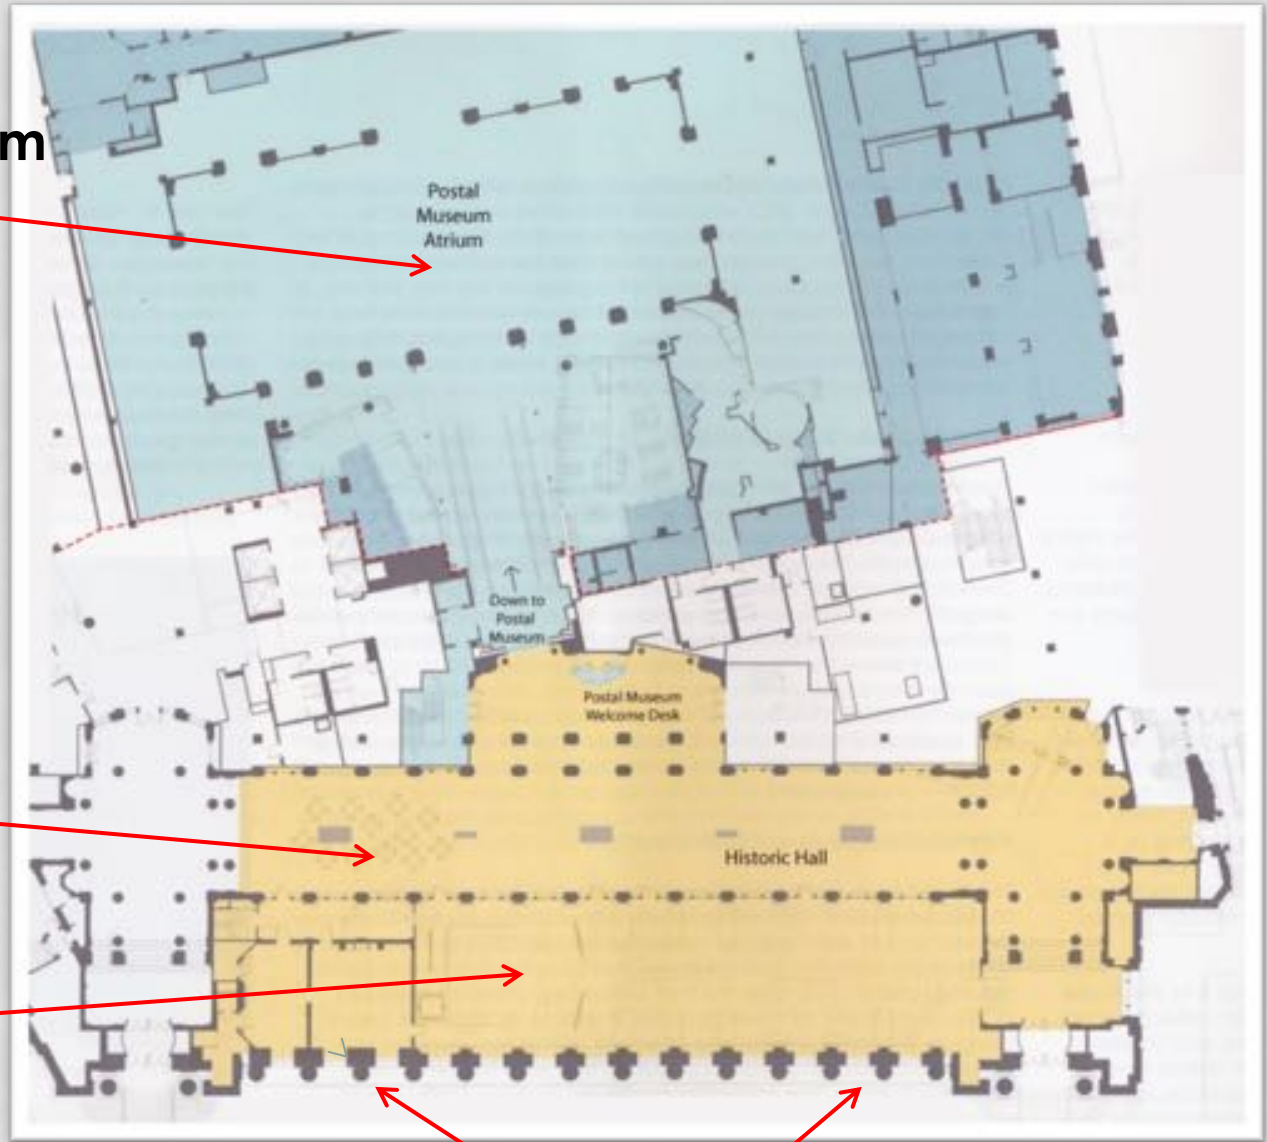 m
Postal
Museum
Atrium
Down to
Postal
Museum
Postal Museum
Welcome Desk
Historic Hall